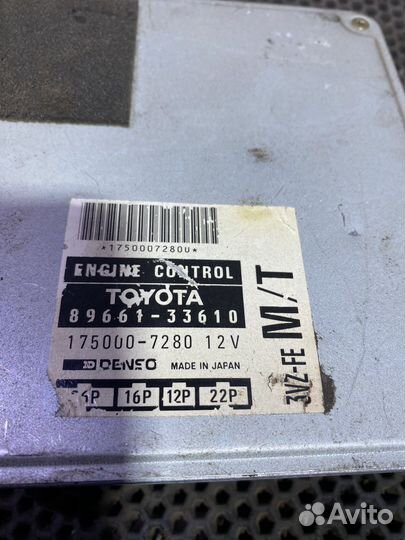 *1750007280U*
ENGINE CONTROL
TOYOTA
89661-33610
175000-7280 12V
DENSO MADE IN JAPAN
26P 16P 12P 22P
3VZ-FE M/T
Avito